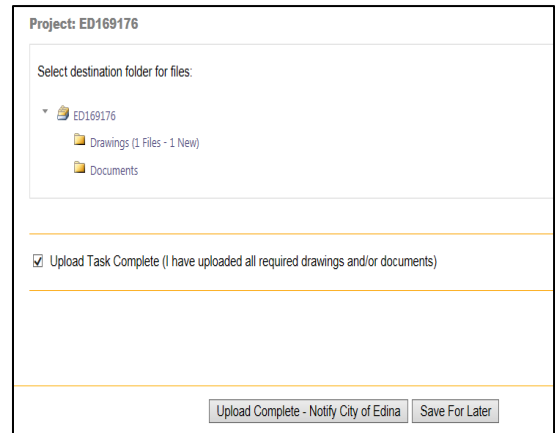 Project: ED169176
Select destination folder for files:
ED169176
Drawings (1 Files - 1 New)
Documents
Upload Task Complete (I have uploaded all required drawings and/or documents)
Upload Complete - Notify City of Edina
Save For Later